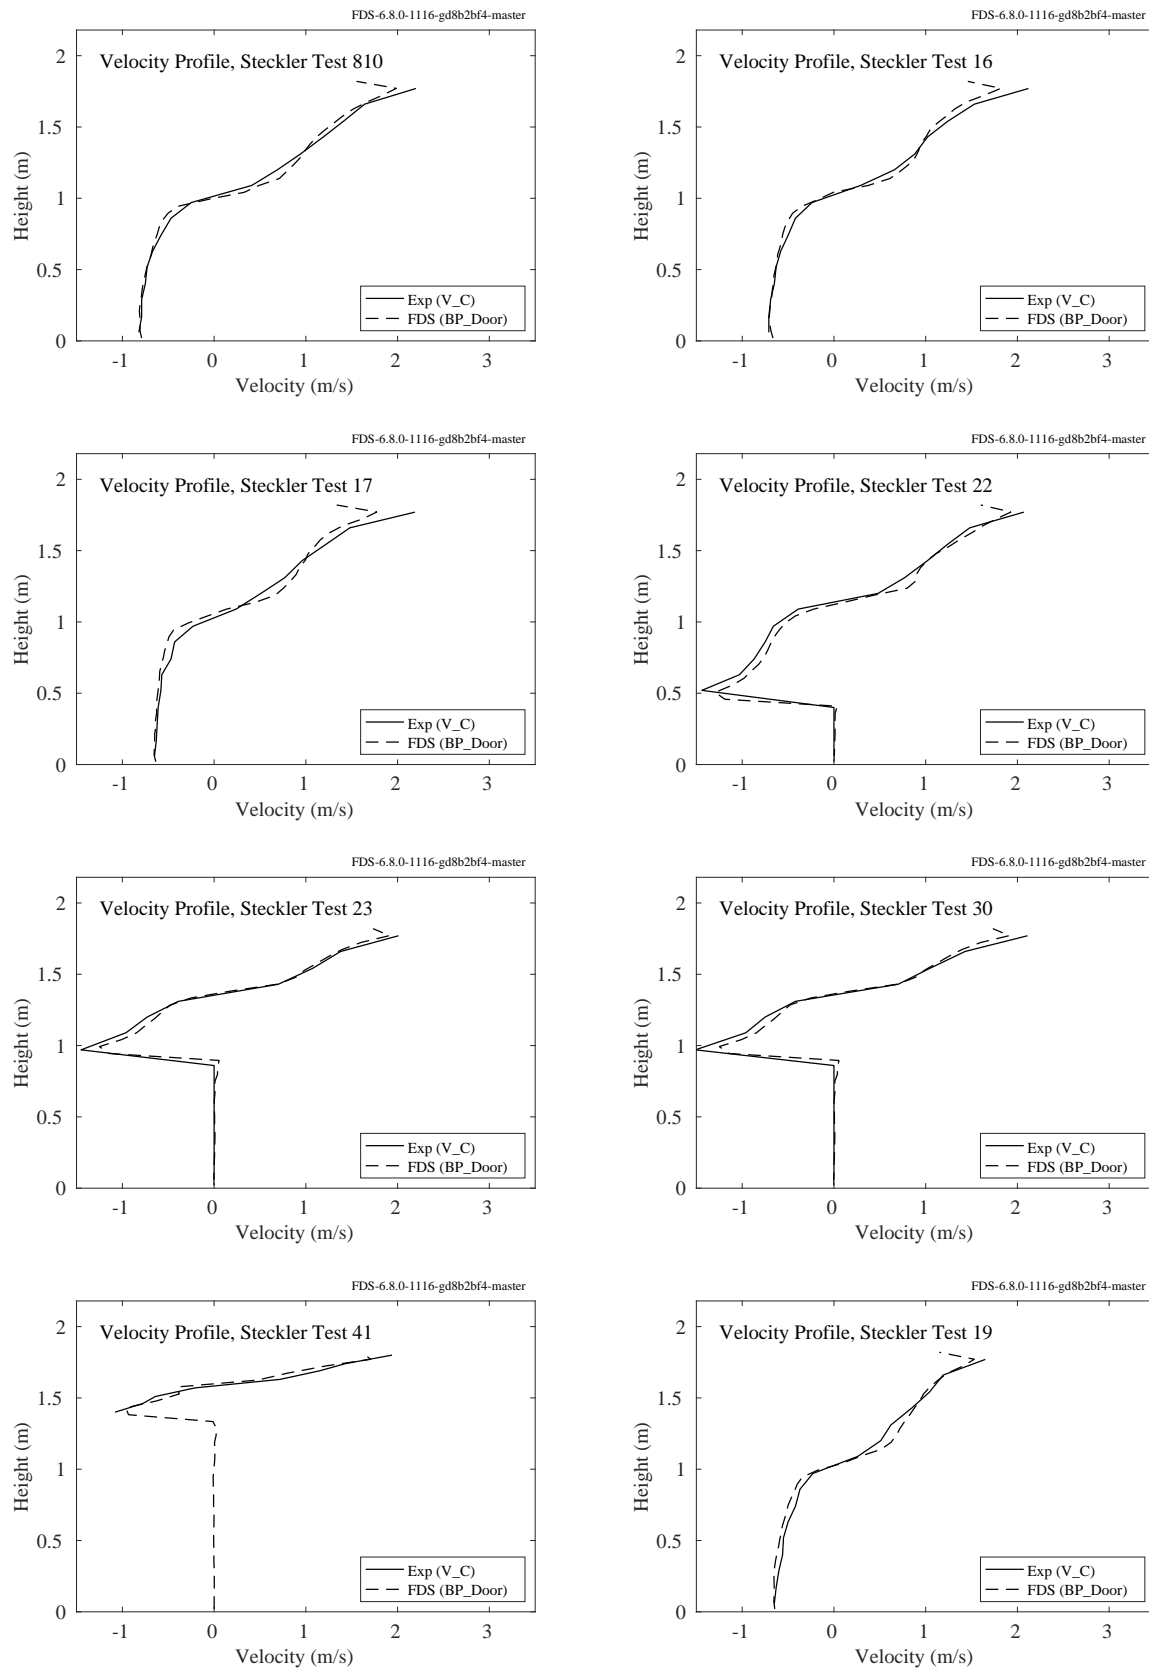 FDS-6.8.0-1116-gd8b2bf4-master
Velocity Profile, Steckler Test 810
2
1.5
1
0.5
0
Height (m)
Exp (V_C)
FDS (BP_Door)
-1 0 1 2 3
Velocity (m/s)
FDS-6.8.0-1116-gd8b2bf4-master
Velocity Profile, Steckler Test 16
2
1.5
1
0.5
0
Height (m)
Exp (V_C)
FDS (BP_Door)
-1 0 1 2 3
Velocity (m/s)
FDS-6.8.0-1116-gd8b2bf4-master
Velocity Profile, Steckler Test 17
2
1.5
1
0.5
0
Height (m)
Exp (V_C)
FDS (BP_Door)
-1 0 1 2 3
Velocity (m/s)
FDS-6.8.0-1116-gd8b2bf4-master
Velocity Profile, Steckler Test 22
2
1.5
1
0.5
0
Height (m)
Exp (V_C)
FDS (BP_Door)
-1 0 1 2 3
Velocity (m/s)
FDS-6.8.0-1116-gd8b2bf4-master
Velocity Profile, Steckler Test 23
2
1.5
1
0.5
0
Height (m)
Exp (V_C)
FDS (BP_Door)
-1 0 1 2 3
Velocity (m/s)
FDS-6.8.0-1116-gd8b2bf4-master
Velocity Profile, Steckler Test 30
2
1.5
1
0.5
0
Height (m)
Exp (V_C)
FDS (BP_Door)
-1 0 1 2 3
Velocity (m/s)
FDS-6.8.0-1116-gd8b2bf4-master
Velocity Profile, Steckler Test 41
2
1.5
1
0.5
0
Height (m)
Exp (V_C)
FDS (BP_Door)
-1 0 1 2 3
Velocity (m/s)
FDS-6.8.0-1116-gd8b2bf4-master
Velocity Profile, Steckler Test 19
2
1.5
1
0.5
0
Height (m)
Exp (V_C)
FDS (BP_Door)
-1 0 1 2 3
Velocity (m/s)